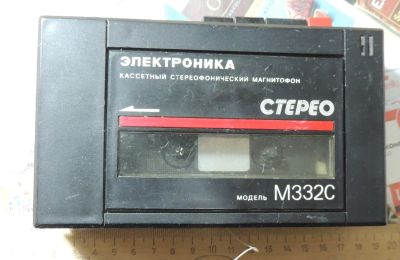 ЭЛЕКТРОНИКА
КАССЕТНЫЙ СТЕРЕОФОНИЧЕСКИЙ МАГНИТОФОН
СТЕРЕО
МОДЕЛЬ М332С